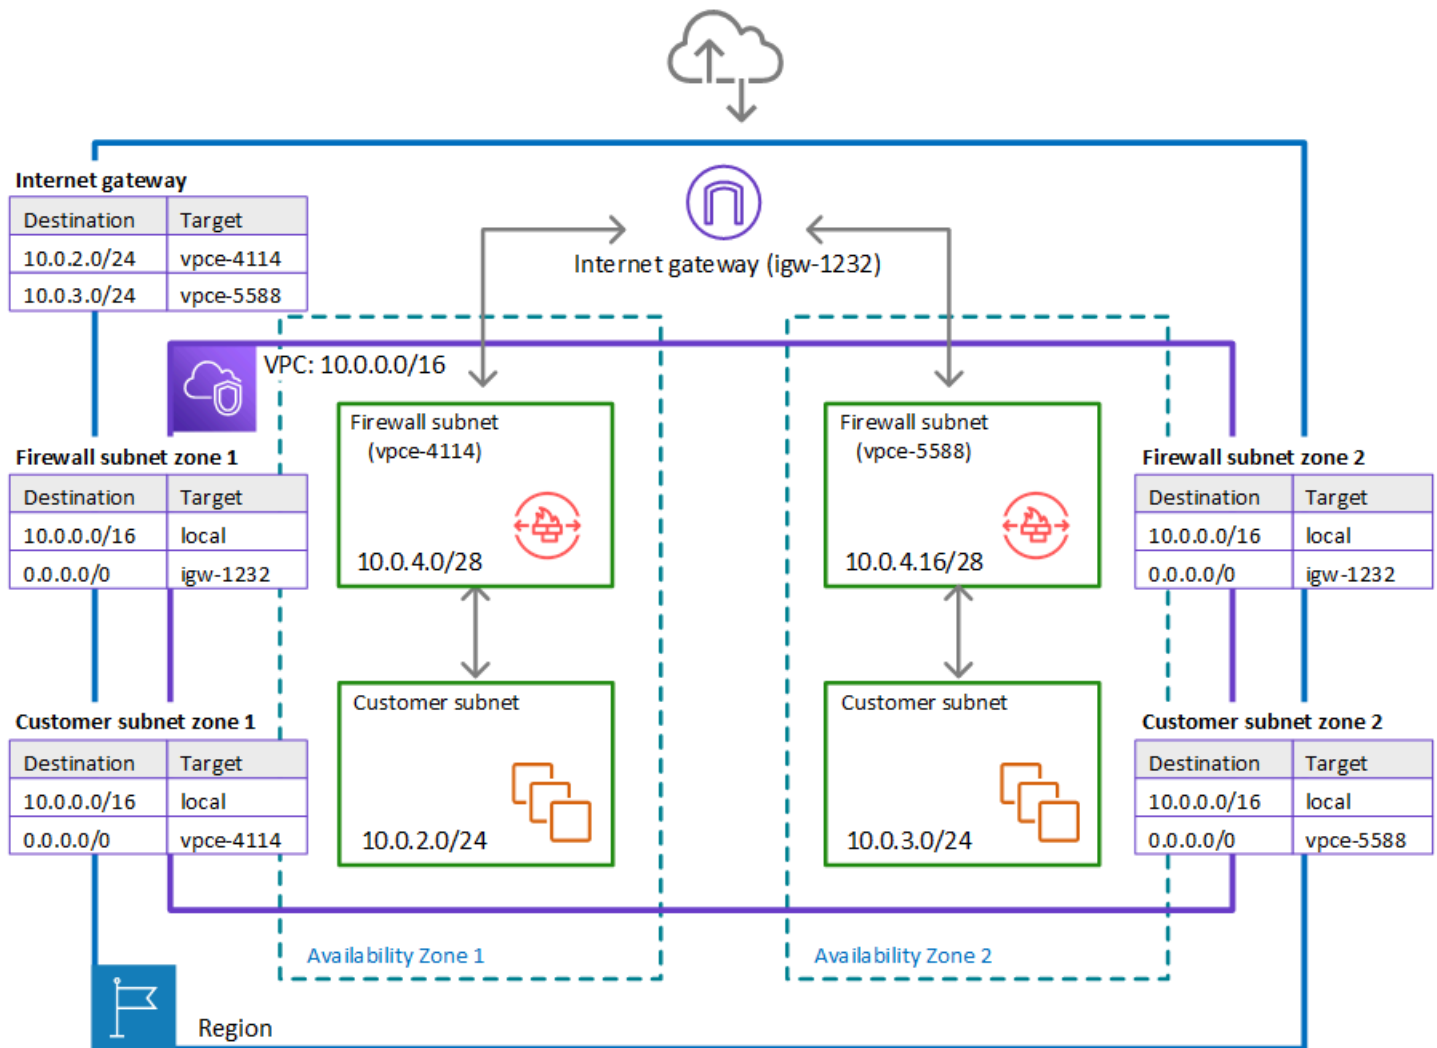 Internet gateway
Destination Target
10.0.2.0/24 vpce-4114
10.0.3.0/24 vpce-5588
Internet gateway (igw-1232)
VPC: 10.0.0.0/16
Firewall subnet
(vpce-4114)
10.0.4.0/28
Firewall subnet
(vpce-5588)
10.0.4.16/28
Firewall subnet zone 1
Destination Target
10.0.0.0/16 local
0.0.0.0/0 igw-1232
Firewall subnet zone 2
Destination Target
10.0.0.0/16 local
0.0.0.0/0 igw-1232
Customer subnet zone 1
Destination Target
10.0.0.0/16 local
0.0.0.0/0 vpce-4114
Customer subnet
10.0.2.0/24
Customer subnet
10.0.3.0/24
Customer subnet zone 2
Destination Target
10.0.0.0/16 local
0.0.0.0/0 vpce-5588
Availability Zone 1
Availability Zone 2
Region